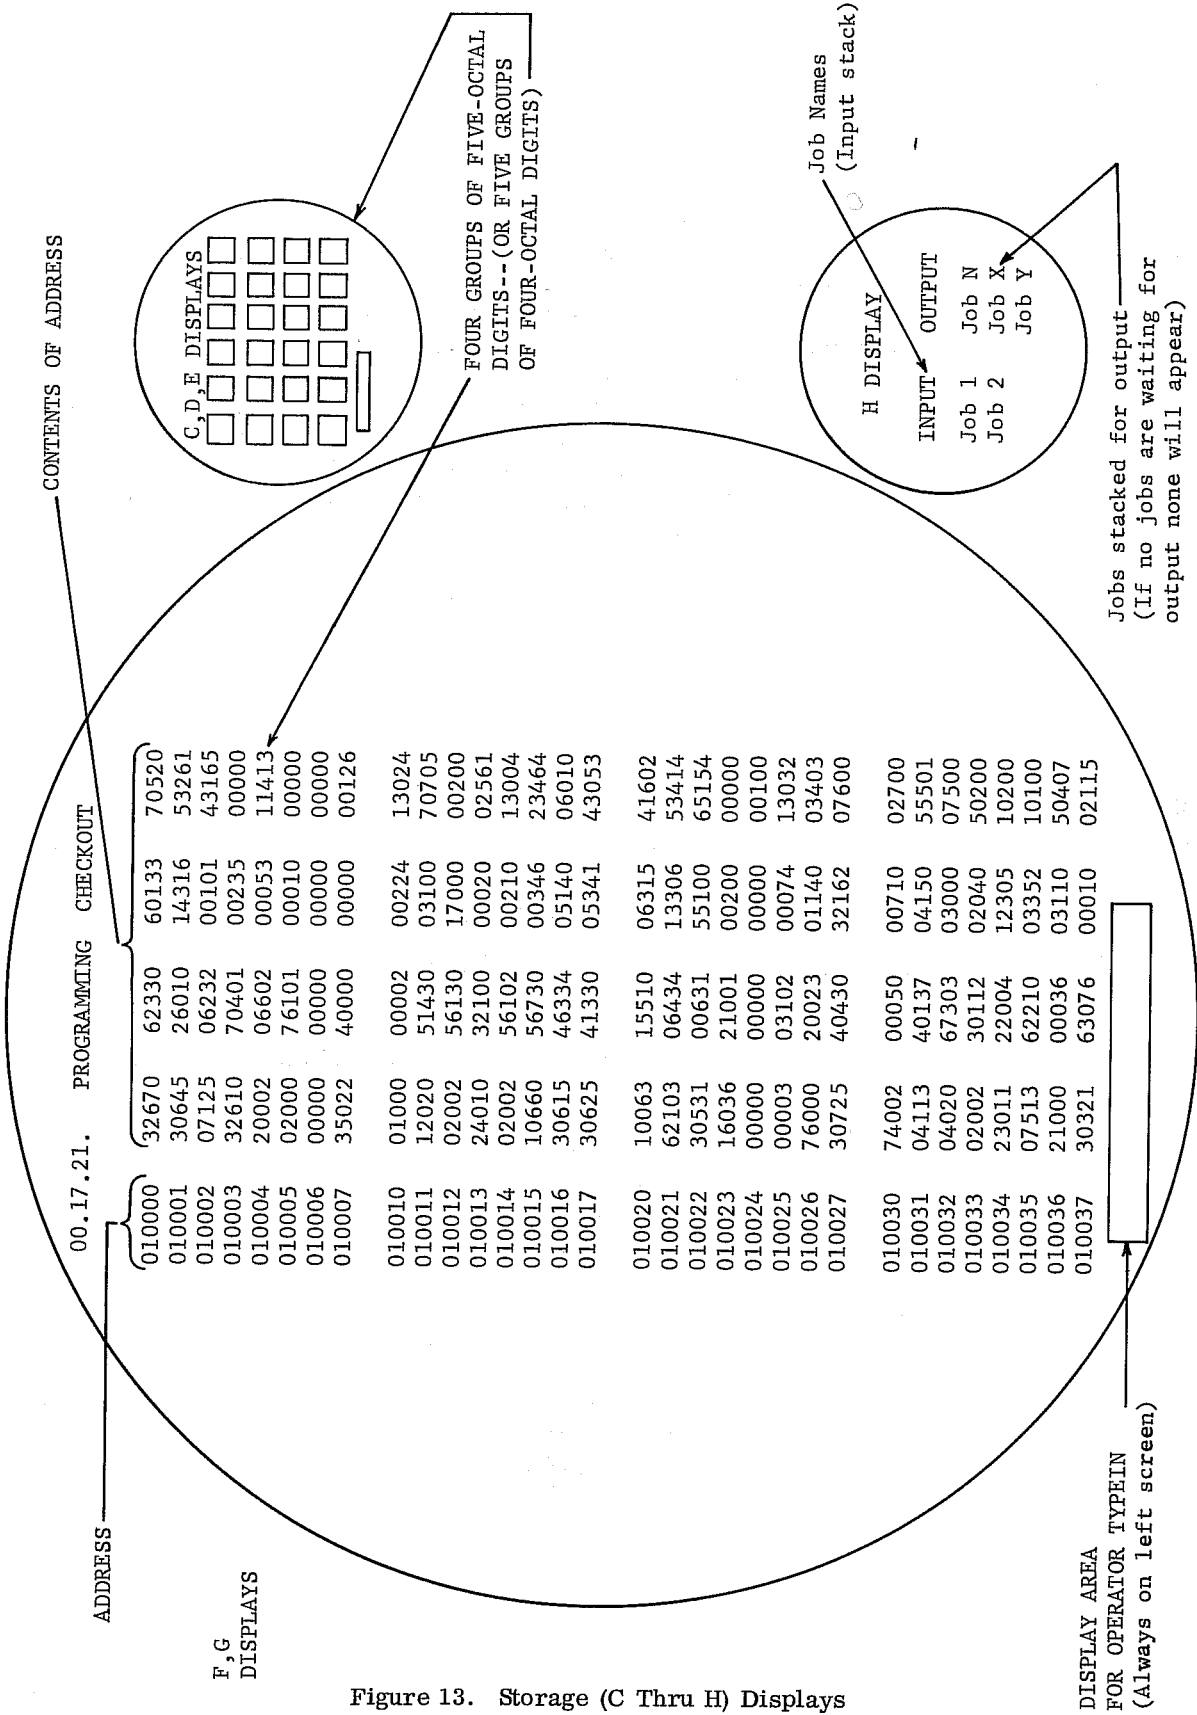 ADDRESS
CONTENTS OF ADDRESS
00.17.21. PROGRAMMING CHECKOUT
F,G
DISPLAYS
010000 32670 62330 60133 70520
010001 30645 26010 14316 53261
010002 07125 06232 00101 43165
010003 32610 70401 00235 00000
010004 20002 06602 00053 11413
010005 02000 76101 00010 00000
010006 00000 00000 00000 00000
010007 35022 40000 00000 00126
010010 01000 00002 00224 13024
010011 12020 51430 03100 70705
010012 02002 56130 17000 00200
010013 24010 32100 00020 02561
010014 02002 56102 00210 13004
010015 10660 56730 00346 23464
010016 30615 46334 05140 06010
010017 30625 41330 05341 43053
010020 10063 15510 06315 41602
010021 62103 06434 13306 53414
010022 30531 00631 55100 65154
010023 16036 21001 00200 00000
010024 00000 00000 00000 00100
010025 00003 03102 00074 13032
010026 76000 20023 01140 03403
010027 30725 40430 32162 07600
010030 74002 00050 00710 02700
010031 04113 40137 04150 55501
010032 04020 67303 03000 07500
010033 02002 30112 02040 50200
010034 23011 22004 12305 10200
010035 07513 62210 03352 10100
010036 21000 00036 03110 50407
010037 30321 63076 00010 02115
C,D,E DISPLAYS
FOUR GROUPS OF FIVE-OCTAL
DIGITS--(OR FIVE GROUPS
OF FOUR-OCTAL DIGITS)
Job Names
(Input stack)
H DISPLAY
INPUT OUTPUT
Job 1 Job N
Job 2 Job X
Job Y
Jobs stacked for output
(If no jobs are waiting for
output none will appear)
DISPLAY AREA
FOR OPERATOR TYPEIN
(Always on left screen)
Figure 13. Storage (C Thru H) Displays